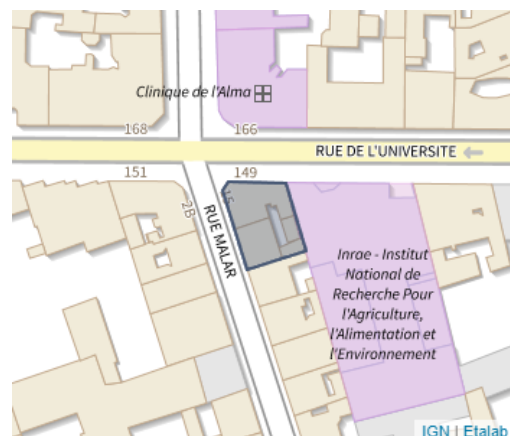 Clinique de l'Alma
168
166
RUE DE L'UNIVERSITE
151
149
2B
RUE MALAR
Inrae - Institut
National de
Recherche Pour
l'Agriculture,
l'Alimentation et
l'Environnement
IGN | Etalab